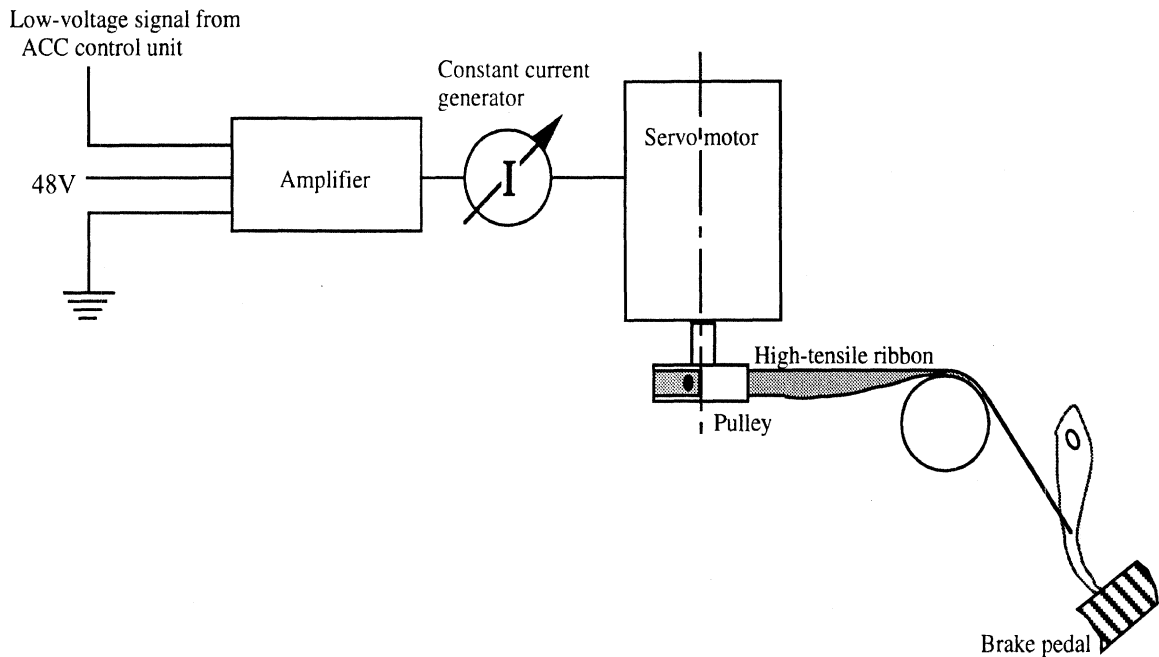 Low-voltage signal from
ACC control unit
Constant current
generator
Servo motor
48V
Amplifier
I
High-tensile ribbon
Pulley
Brake pedal